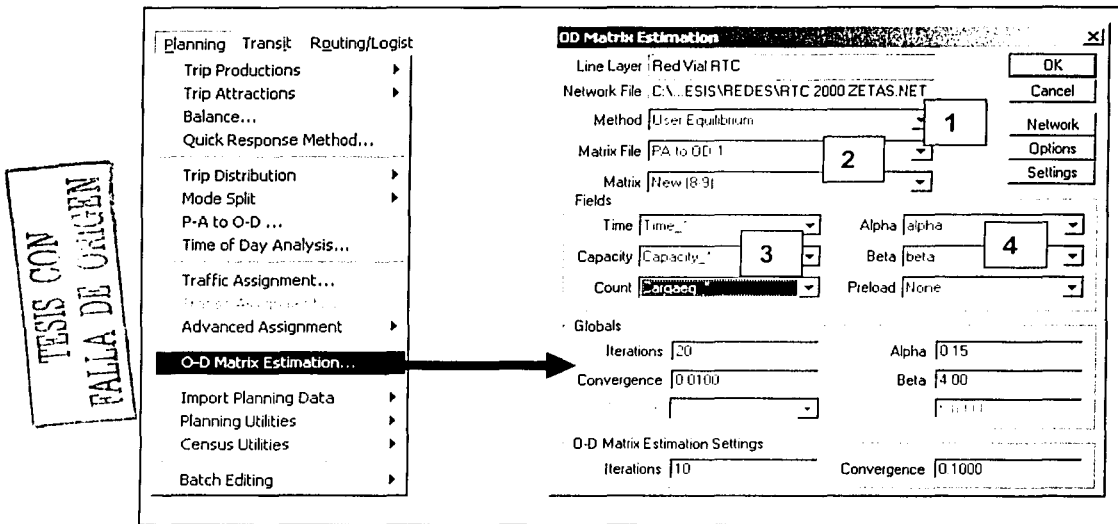 TESIS CON
FALLA DE ORIGEN
Planning Transit Routing/Logist
Trip Productions
Trip Attractions
Balance...
Quick Response Method...
Trip Distribution
Mode Split
P-A to O-D ...
Time of Day Analysis...
Traffic Assignment...
Transit Assignment...
Advanced Assignment
O-D Matrix Estimation...
Import Planning Data
Planning Utilities
Census Utilities
Batch Editing
OD Matrix Estimation
Line Layer Red Vial RTC
Network File C:\...ESIS\REDES\RTC 2000 ZETAS.NET
Method User Equilibrium
Matrix File PA to OD 1
Matrix New (8-9)
OK
Cancel
Network
Options
Settings
1
2
Fields
Time Time_*
Capacity Capacity_*
Count
3
Alpha alpha
Beta beta
Preload None
4
Globals
Iterations 20
Convergence 0.0100
Alpha 0.15
Beta 4.00
O-D Matrix Estimation Settings
Iterations 10
Convergence 0.1000